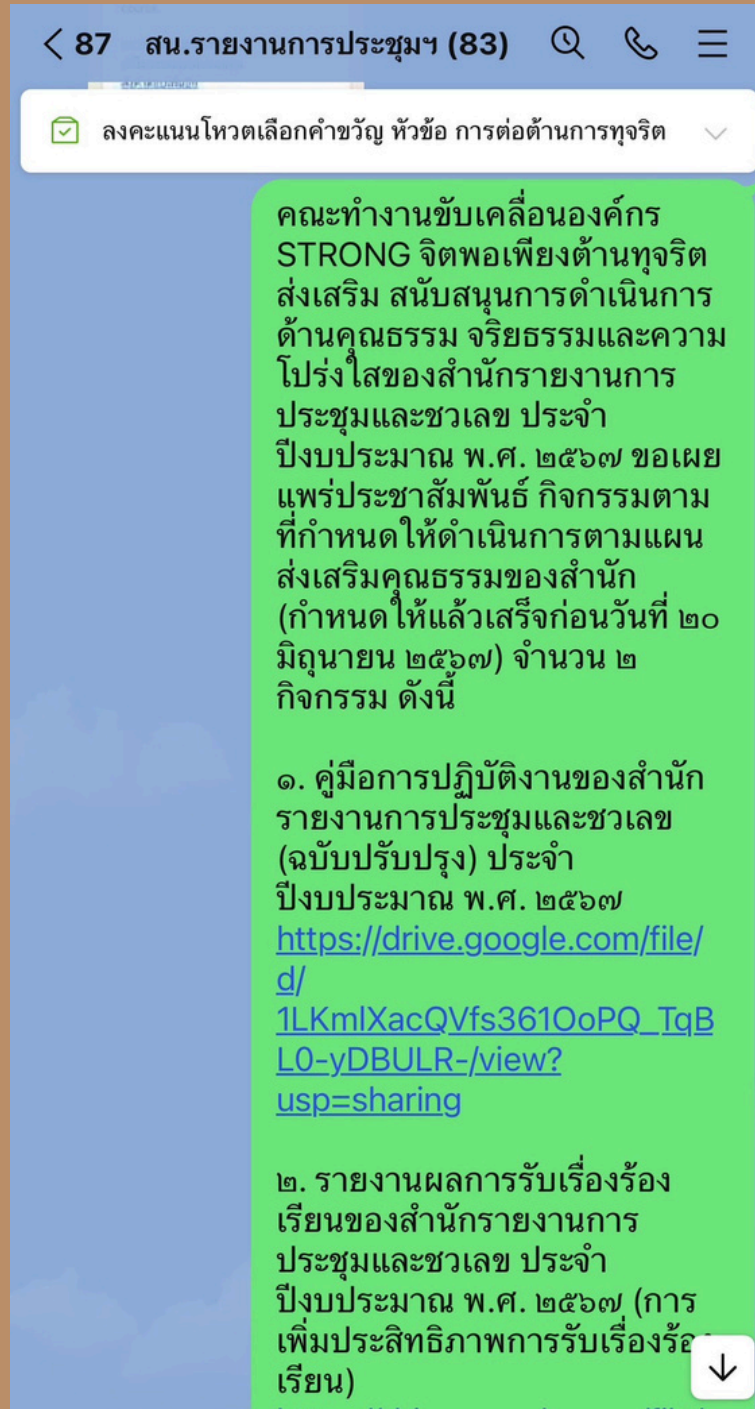 87 สน.รายงานการประชุมฯ (83)
ลงคะแนนโหวตเลือกคำขวัญ หัวข้อ การต่อต้านการทุจริต
คณะทำงานขับเคลื่อนองค์กร
STRONG จิตพอเพียงต้านทุจริต
ส่งเสริม สนับสนุนการดำเนินการ
ด้านคุณธรรม จริยธรรมและความ
โปร่งใสของสำนักรายงานการ
ประชุมและชวเลข ประจำ
ปีงบประมาณ พ.ศ. ๒๕๖๗ ขอเผย
แพร่ประชาสัมพันธ์ กิจกรรมตาม
ที่กำหนดให้ดำเนินการตามแผน
ส่งเสริมคุณธรรมของสำนัก
(กำหนดให้แล้วเสร็จก่อนวันที่ ๒๐
มิถุนายน ๒๕๖๗) จำนวน ๒
กิจกรรม ดังนี้
๑. คู่มือการปฏิบัติงานของสำนัก
รายงานการประชุมและชวเลข
(ฉบับปรับปรุง) ประจำ
ปีงบประมาณ พ.ศ. ๒๕๖๗
https://drive.google.com/file/
d/
1LKmlXacQVfs361OoPQ_TqB
L0-yDBULR-/view?
usp=sharing
๒. รายงานผลการรับเรื่องร้อง
เรียนของสำนักรายงานการ
ประชุมและชวเลข ประจำ
ปีงบประมาณ พ.ศ. ๒๕๖๗ (การ
เพิ่มประสิทธิภาพการรับเรื่องร้อง
เรียน)